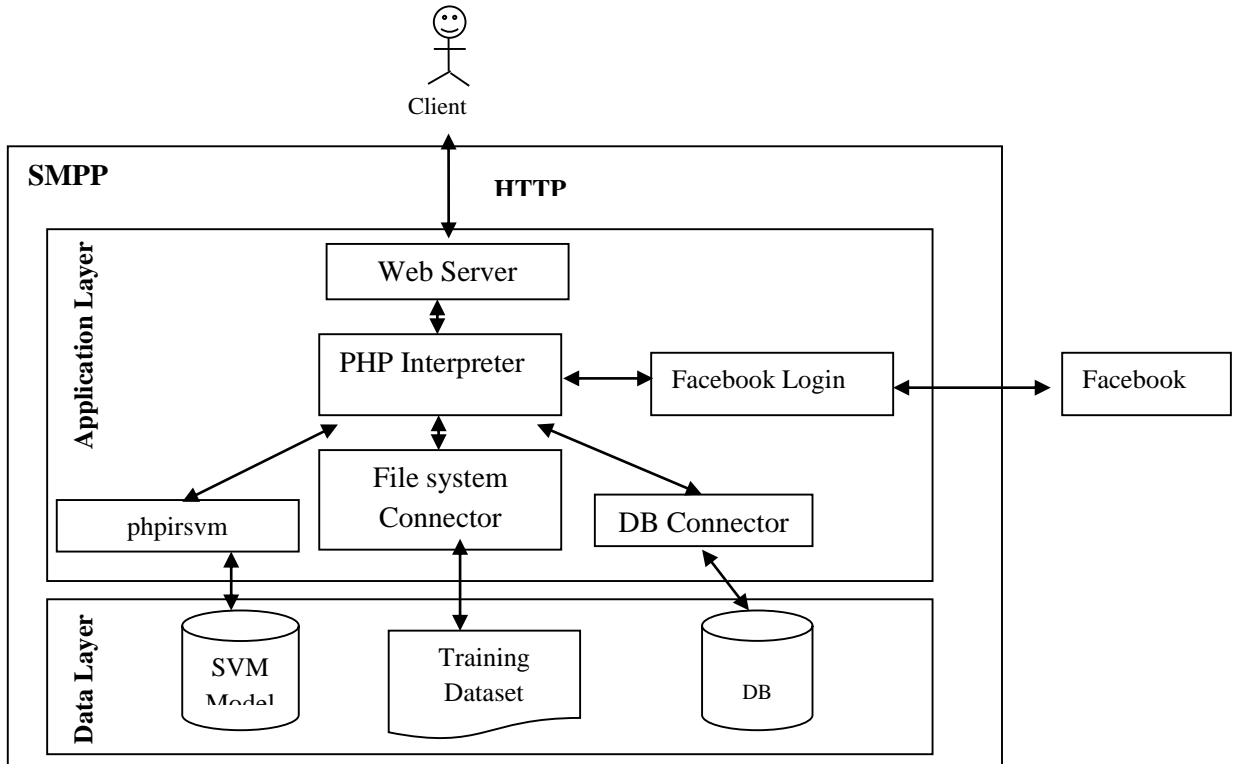 Client
SMPP
HTTP
Application Layer
Web Server
PHP Interpreter
Facebook Login
Facebook
File system
Connector
phpirsvm
DB Connector
Data Layer
SVM
Model
Training
Dataset
DB